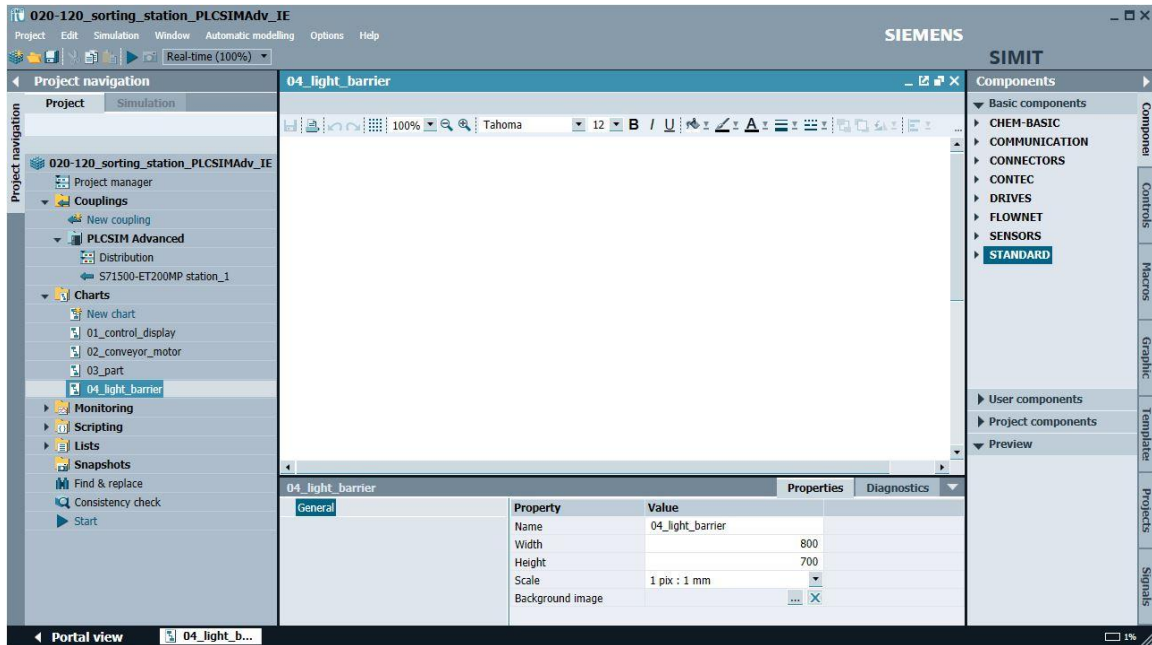 020-120_sorting_station_PLCSIMAdv_IE
Project Edit Simulation Window Automatic modelling Options Help
SIEMENS
Real-time (100%)
SIMIT
Project navigation
Project Simulation
Project navigation
020-120_sorting_station_PLCSIMAdv_IE
Project manager
Couplings
New coupling
PLCSIM Advanced
Distribution
S71500-ET200MP station_1
Charts
New chart
01_control_display
02_conveyor_motor
03_part
04_light_barrier
Monitoring
Scripting
Lists
Snapshots
Find & replace
Consistency check
Start
04_light_barrier
100% Tahoma 12 B I U A
04_light_barrier
Properties Diagnostics
General
Property Value
Name 04_light_barrier
Width 800
Height 700
Scale 1 pix : 1 mm
Background image ... X
Components
Basic components
CHEM-BASIC
COMMUNICATION
CONNECTORS
CONTEC
DRIVES
FLOWNET
SENSORS
STANDARD
User components
Project components
Preview
Componer
Controls
Macros
Graphic
Templates
Projects
Signals
Portal view 04_light_b... 1%